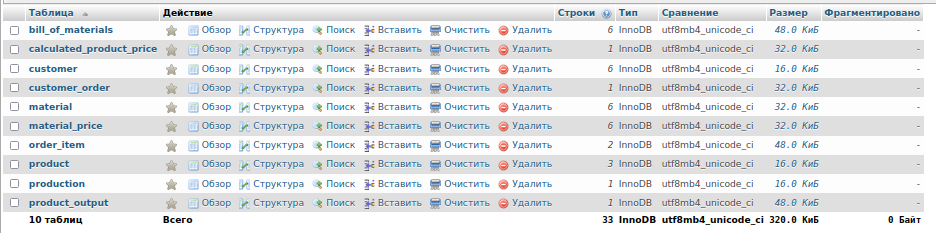 Таблица Действие Строки Тип Сравнение Размер Фрагментировано
bill_of_materials Обзор Структура Поиск Вставить Очистить Удалить 6 InnoDB utf8mb4_unicode_ci 48.0 КиБ -
calculated_product_price Обзор Структура Поиск Вставить Очистить Удалить 1 InnoDB utf8mb4_unicode_ci 32.0 КиБ -
customer Обзор Структура Поиск Вставить Очистить Удалить 6 InnoDB utf8mb4_unicode_ci 16.0 КиБ -
customer_order Обзор Структура Поиск Вставить Очистить Удалить 1 InnoDB utf8mb4_unicode_ci 32.0 КиБ -
material Обзор Структура Поиск Вставить Очистить Удалить 6 InnoDB utf8mb4_unicode_ci 32.0 КиБ -
material_price Обзор Структура Поиск Вставить Очистить Удалить 6 InnoDB utf8mb4_unicode_ci 32.0 КиБ -
order_item Обзор Структура Поиск Вставить Очистить Удалить 2 InnoDB utf8mb4_unicode_ci 48.0 КиБ -
product Обзор Структура Поиск Вставить Очистить Удалить 3 InnoDB utf8mb4_unicode_ci 16.0 КиБ -
production Обзор Структура Поиск Вставить Очистить Удалить 1 InnoDB utf8mb4_unicode_ci 16.0 КиБ -
product_output Обзор Структура Поиск Вставить Очистить Удалить 1 InnoDB utf8mb4_unicode_ci 48.0 КиБ -
10 таблиц Всего 33 InnoDB utf8mb4_unicode_ci 320.0 КиБ 0 Байт